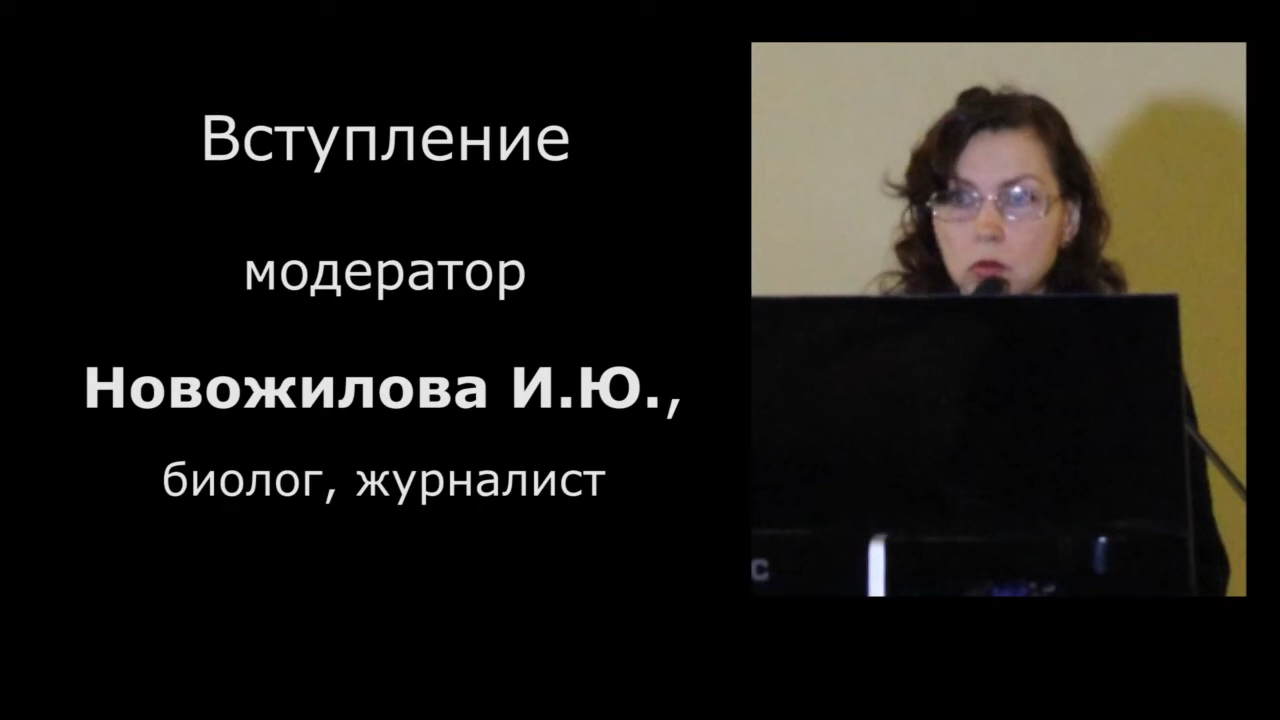 Вступление
модератор
Новожилова И.Ю.,
биолог, журналист